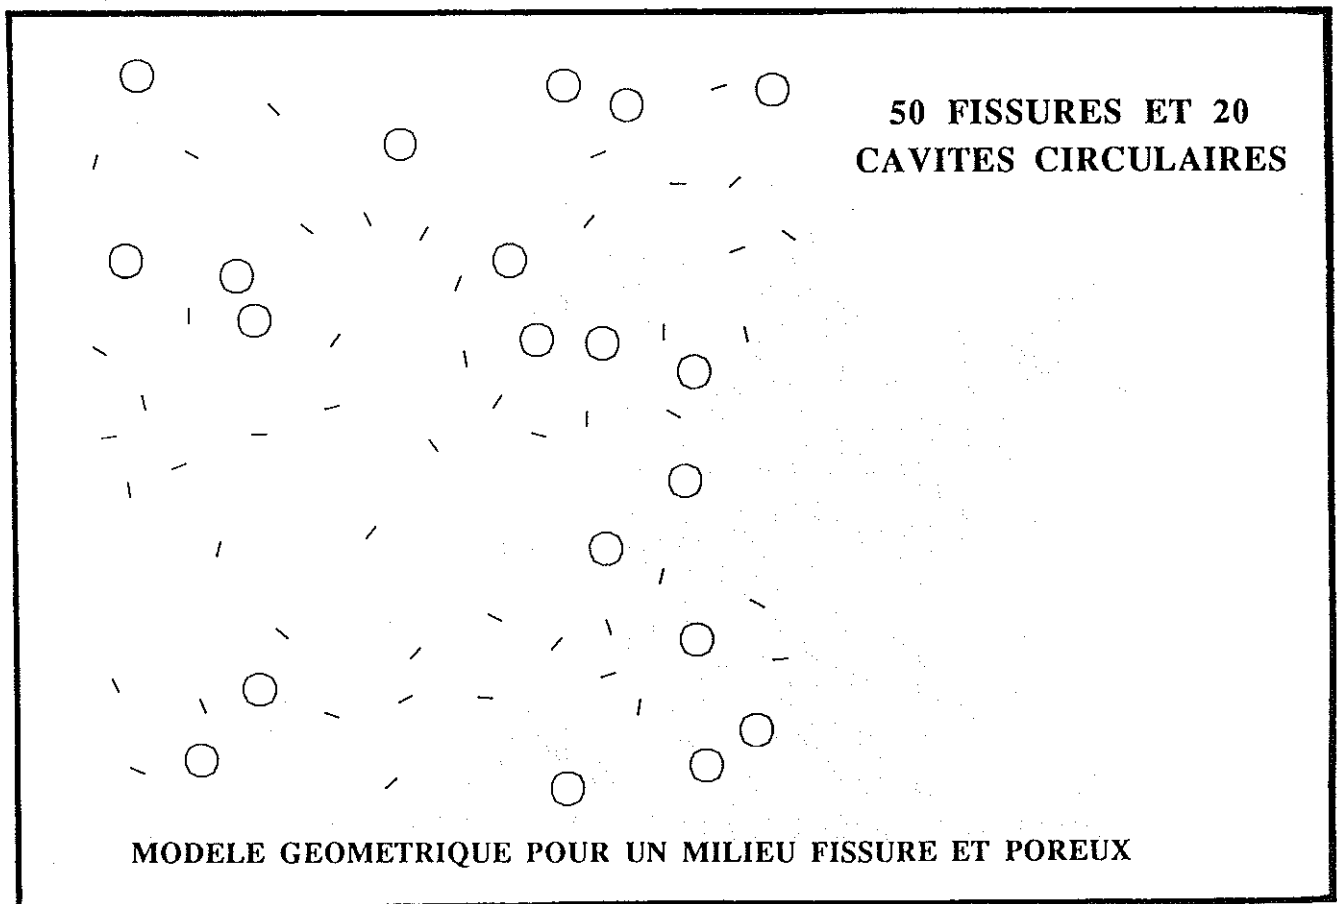 50 FISSURES ET 20
CAVITES CIRCULAIRES
MODELE GEOMETRIQUE POUR UN MILIEU FISSURE ET POREUX